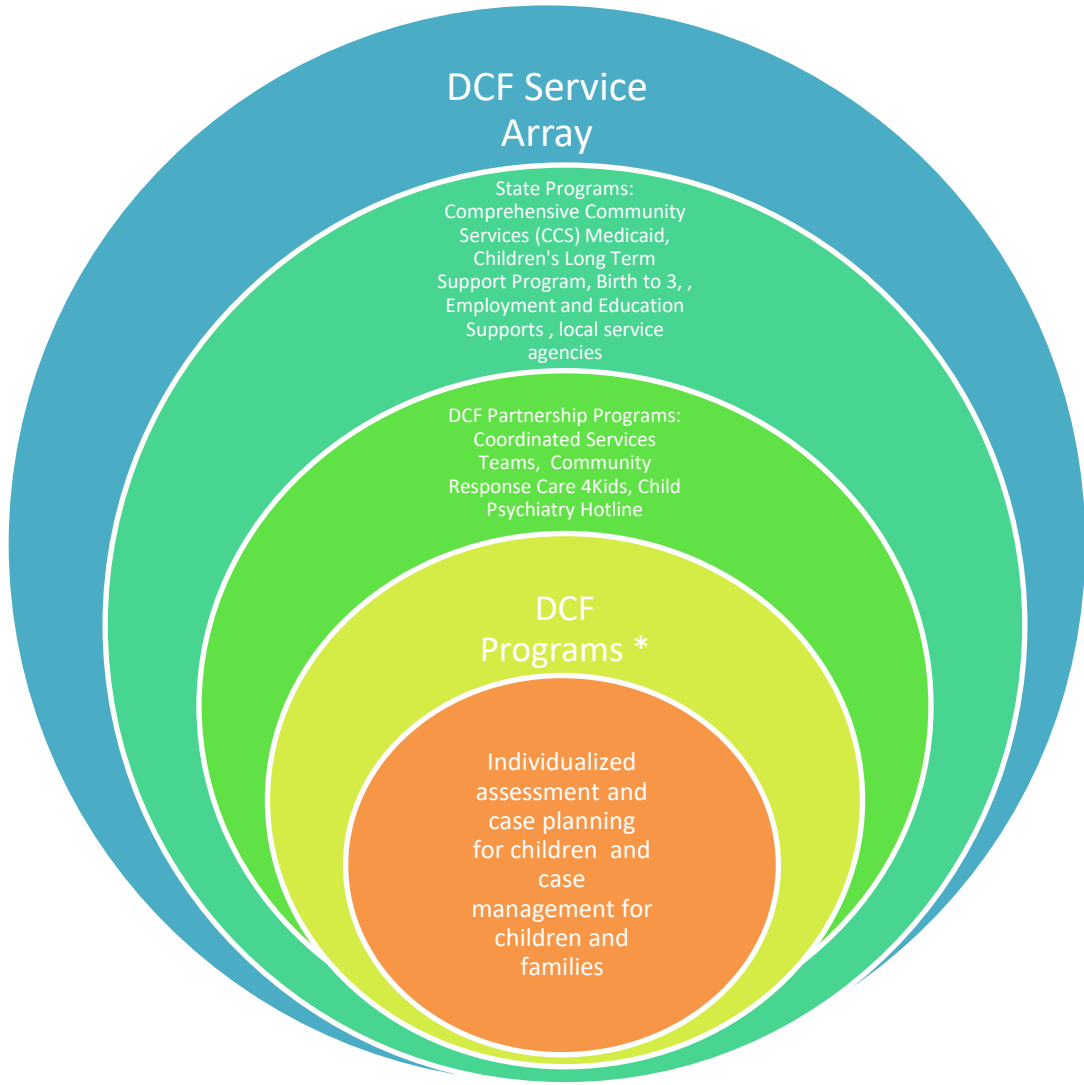 DCF Service
Array
State Programs:
Comprehensive Community
Services (CCS) Medicaid,
Children's Long Term
Support Program, Birth to 3, ,
Employment and Education
Supports , local service
agencies
DCF Partnership Programs:
Coordinated Services
Teams, Community
Response Care 4Kids, Child
Psychiatry Hotline
DCF
Programs *
Individualized
assessment and
case planning
for children and
case
management for
children and
families